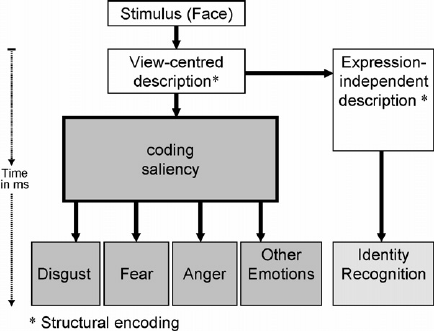 Stimulus (Face)
View-centred
description*
Expression-
independent
description *
coding
saliency
Time
in ms
Disgust
Fear
Anger
Other
Emotions
Identity
Recognition
* Structural encoding